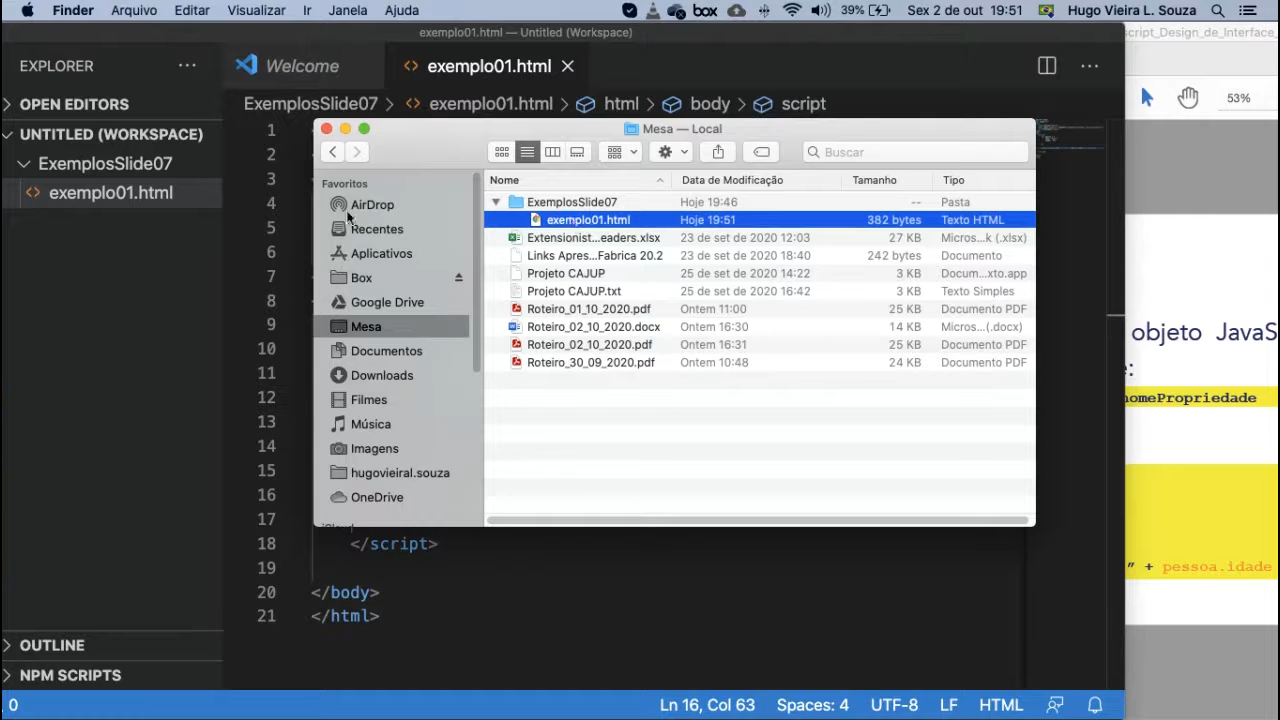 Finder Arquivo Editar Visualizar Ir Janela Ajuda box 39% Sex 2 de out 19:51 Hugo Vieira L. Souza
exemplo01.html — Untitled (Workspace)
script_Design_de_Interface_
EXPLORER
Welcome
exemplo01.html
53%
OPEN EDITORS
ExemplosSlide07 > exemplo01.html > html > body > script
UNTITLED (WORKSPACE)
ExemplosSlide07
exemplo01.html
Mesa — Local
Buscar
Favoritos
AirDrop
Recentes
Aplicativos
Box
Google Drive
Mesa
Documentos
Downloads
Filmes
Música
Imagens
hugovieiral.souza
OneDrive
Nome Data de Modificação Tamanho Tipo
ExemplosSlide07 Hoje 19:46 -- Pasta
exemplo01.html Hoje 19:51 382 bytes Texto HTML
Extensionist...eaders.xlsx 23 de set de 2020 12:03 27 KB Micros...k (.xlsx)
Links Apres...Fabrica 20.2 23 de set de 2020 18:40 242 bytes Documento
Projeto CAJUP 25 de set de 2020 14:22 3 KB Docum...xto.app
Projeto CAJUP.txt 25 de set de 2020 16:42 3 KB Texto Simples
Roteiro_01_10_2020.pdf Ontem 11:00 25 KB Documento PDF
Roteiro_02_10_2020.docx Ontem 16:30 14 KB Micros...(.docx)
Roteiro_02_10_2020.pdf Ontem 16:31 25 KB Documento PDF
Roteiro_30_09_2020.pdf Ontem 10:48 24 KB Documento PDF
1
2
3
4
5
6
7
8
9
10
11
12
13
14
15
16
17
18 </script>
19
20 </body>
21 </html>
objeto JavaS
e:
nomePropriedade
” + pessoa.idade
OUTLINE
NPM SCRIPTS
0 Ln 16, Col 63 Spaces: 4 UTF-8 LF HTML